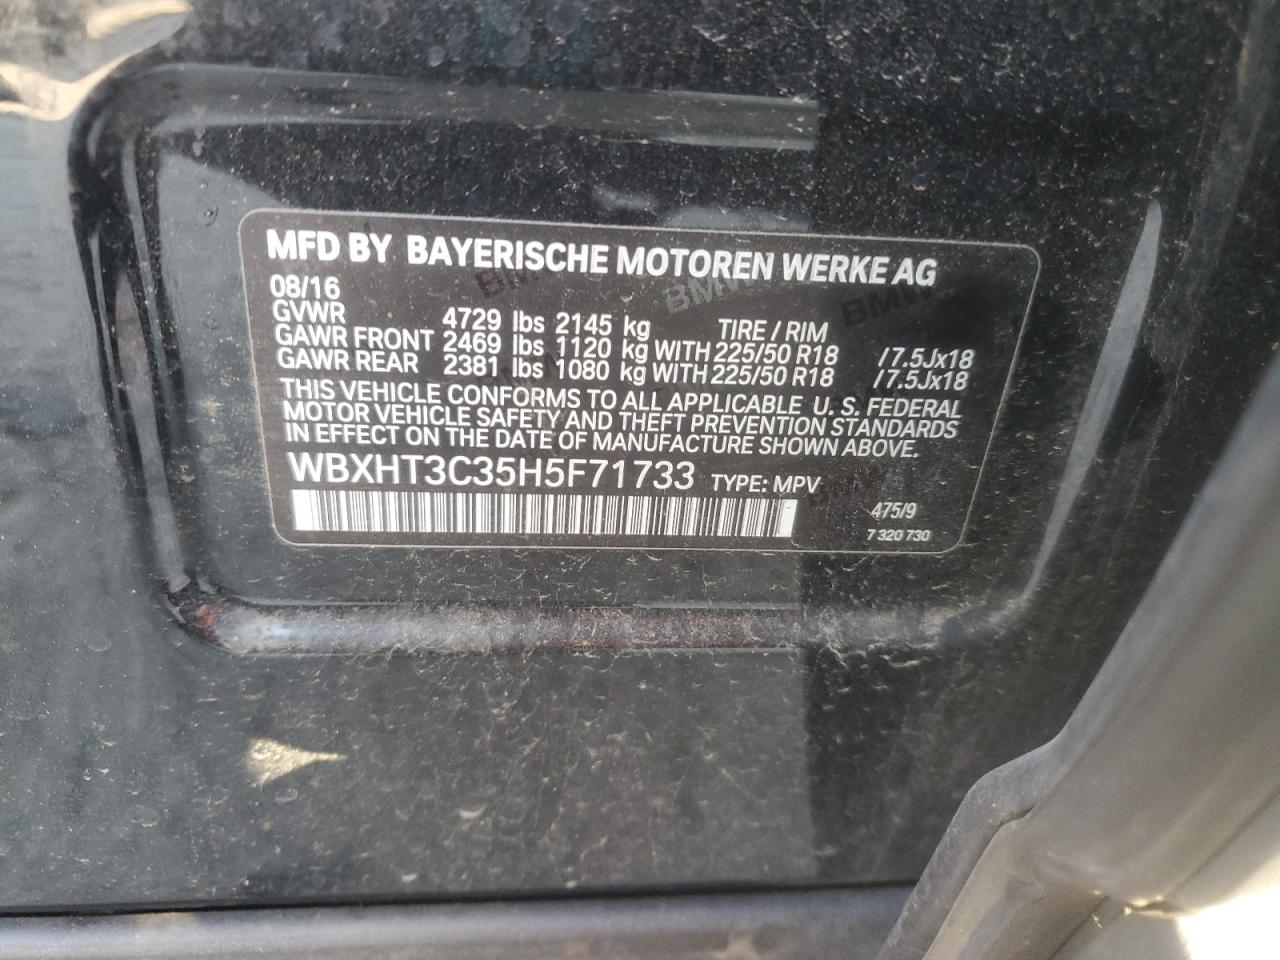 MFD BY BAYERISCHE MOTOREN WERKE AG
08/16
GVWR 4729 lbs 2145 kg TIRE / RIM
GAWR FRONT 2469 lbs 1120 kg WITH 225/50 R18 /7.5Jx18
GAWR REAR 2381 lbs 1080 kg WITH 225/50 R18 /7.5Jx18
THIS VEHICLE CONFORMS TO ALL APPLICABLE U. S. FEDERAL
MOTOR VEHICLE SAFETY AND THEFT PREVENTION STANDARDS
IN EFFECT ON THE DATE OF MANUFACTURE SHOWN ABOVE.
WBXHT3C35H5F71733 TYPE: MPV
475/9
7 320 730
BMW
BMW
BMW